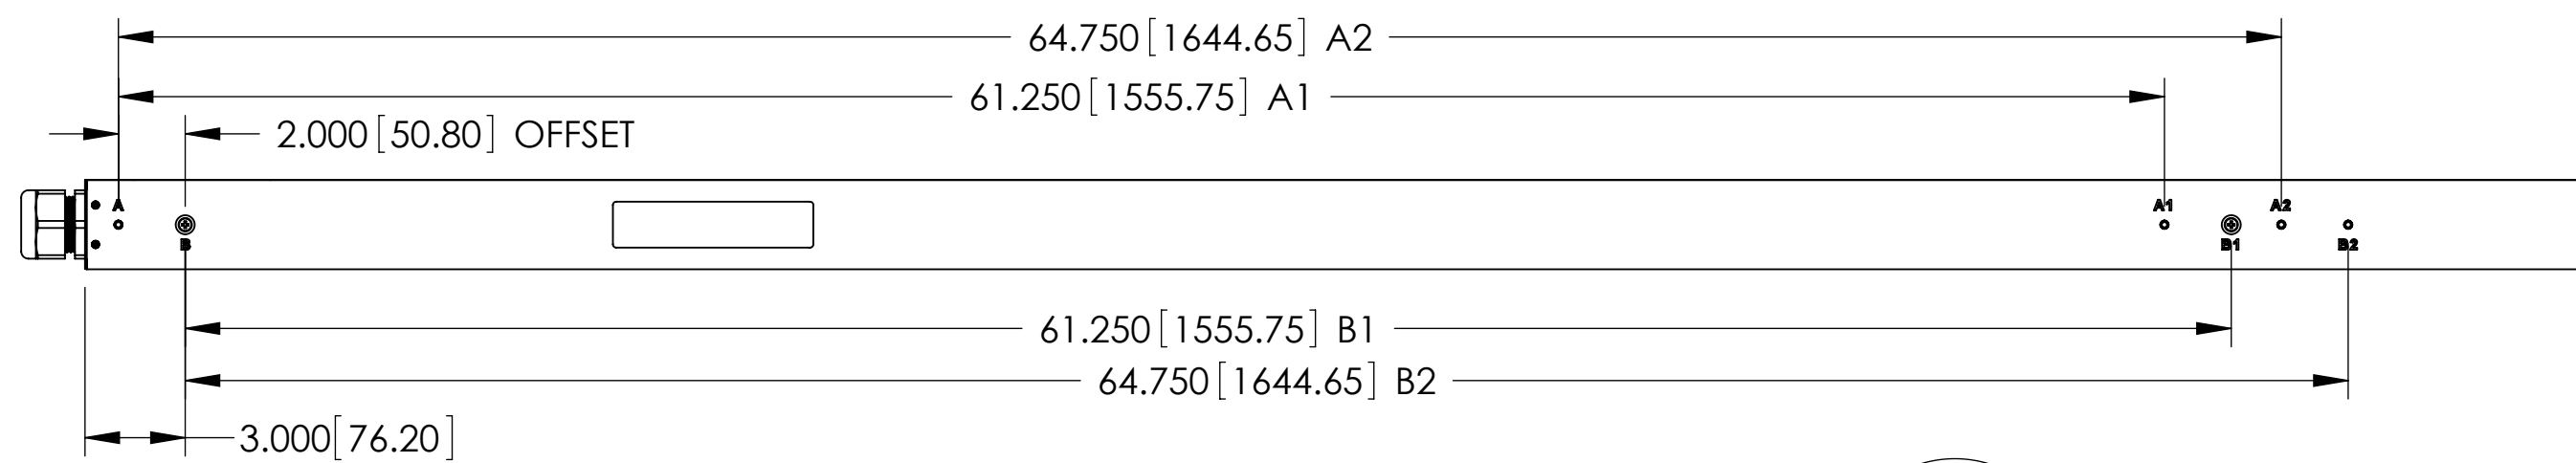 64.750[1644.65] A2
61.250[1555.75] A1
2.000[50.80] OFFSET
A
A1
A2
B
B1
B2
61.250[1555.75] B1
64.750[1644.65] B2
3.000[76.20]